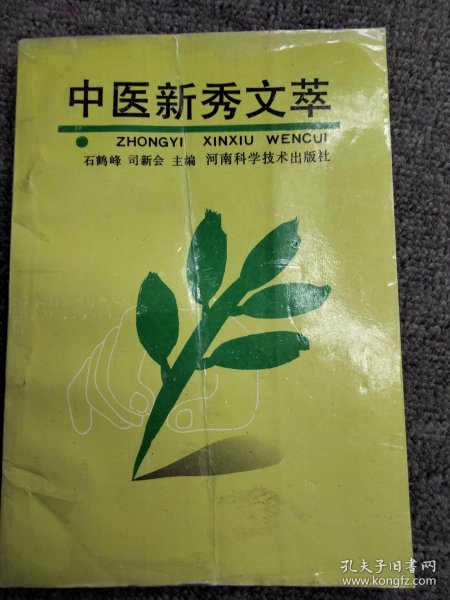 中医新秀文萃
ZHONGYI XINXIU WENCUI
石鹤峰 司新会 主编 河南科学技术出版社
孔夫子旧书网
www.kongfz.com